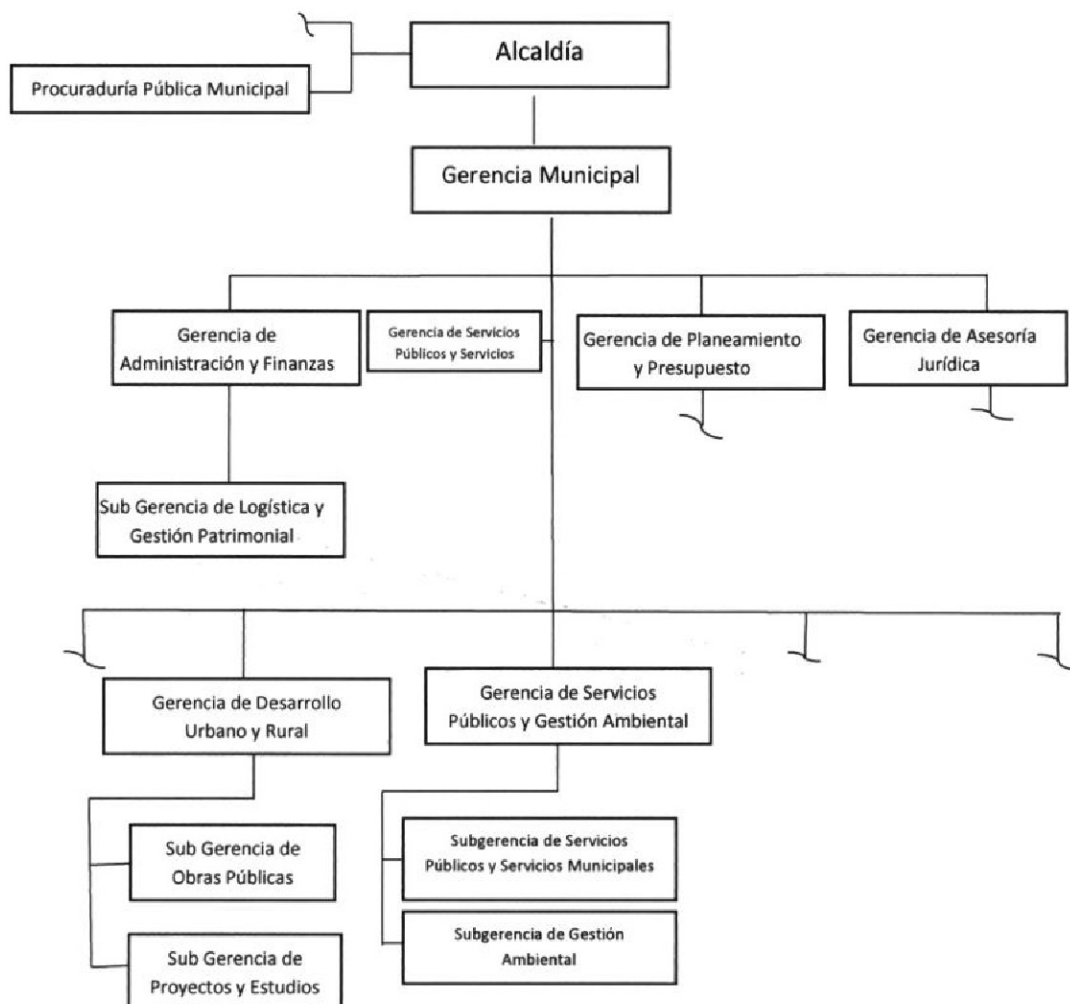 Alcaldía
Procuraduría Pública Municipal
Gerencia Municipal
Gerencia de
Administración y Finanzas
Gerencia de Servicios
Públicos y Servicios
Gerencia de Planeamiento
y Presupuesto
Gerencia de Asesoría
Jurídica
Sub Gerencia de Logística y
Gestión Patrimonial
Gerencia de Desarrollo
Urbano y Rural
Gerencia de Servicios
Públicos y Gestión Ambiental
Sub Gerencia de
Obras Públicas
Subgerencia de Servicios
Públicos y Servicios Municipales
Sub Gerencia de
Proyectos y Estudios
Subgerencia de Gestión
Ambiental